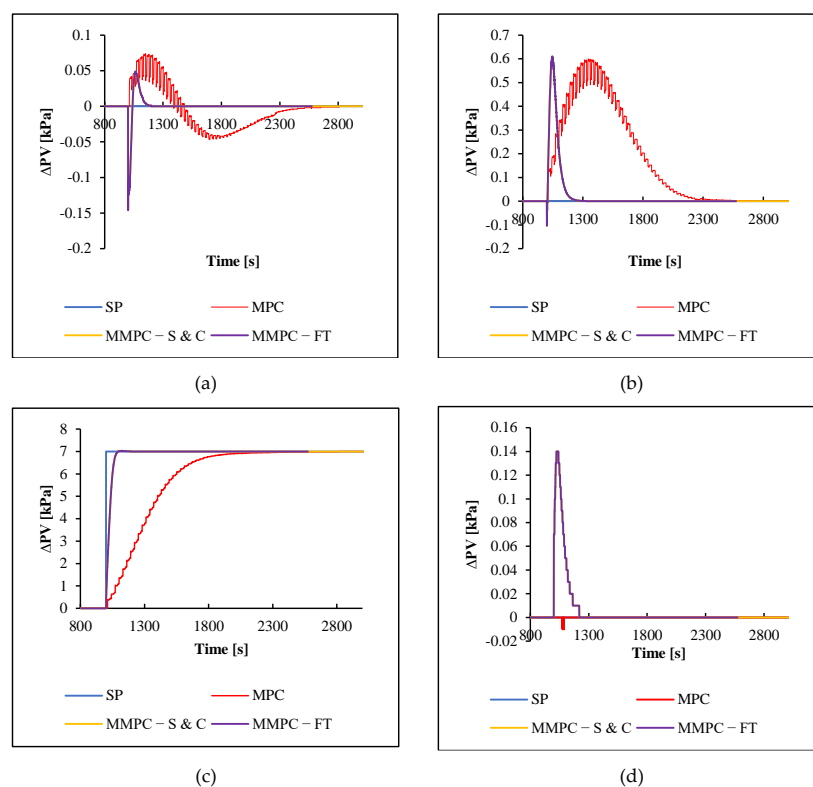 0.1
0.05
0
-0.05
-0.1
-0.15
-0.2
800 1300 1800 2300 2800
ΔPV [kPa]
Time [s]
SP MPC
MMPC − S & C MMPC − FT
(a)
0.7
0.6
0.5
0.4
0.3
0.2
0.1
0
-0.1
-0.2
800 1300 1800 2300 2800
ΔPV [kPa]
Time [s]
SP MPC
MMPC − S & C MMPC − FT
(b)
8
7
6
5
4
3
2
1
0
800 1300 1800 2300 2800
ΔPV [kPa]
Time [s]
SP MPC
MMPC − S & C MMPC − FT
(c)
0.16
0.14
0.12
0.1
0.08
0.06
0.04
0.02
0
-0.02
800 1300 1800 2300 2800
ΔPV [kPa]
Time [s]
SP MPC
MMPC − S & C MMPC − FT
(d)